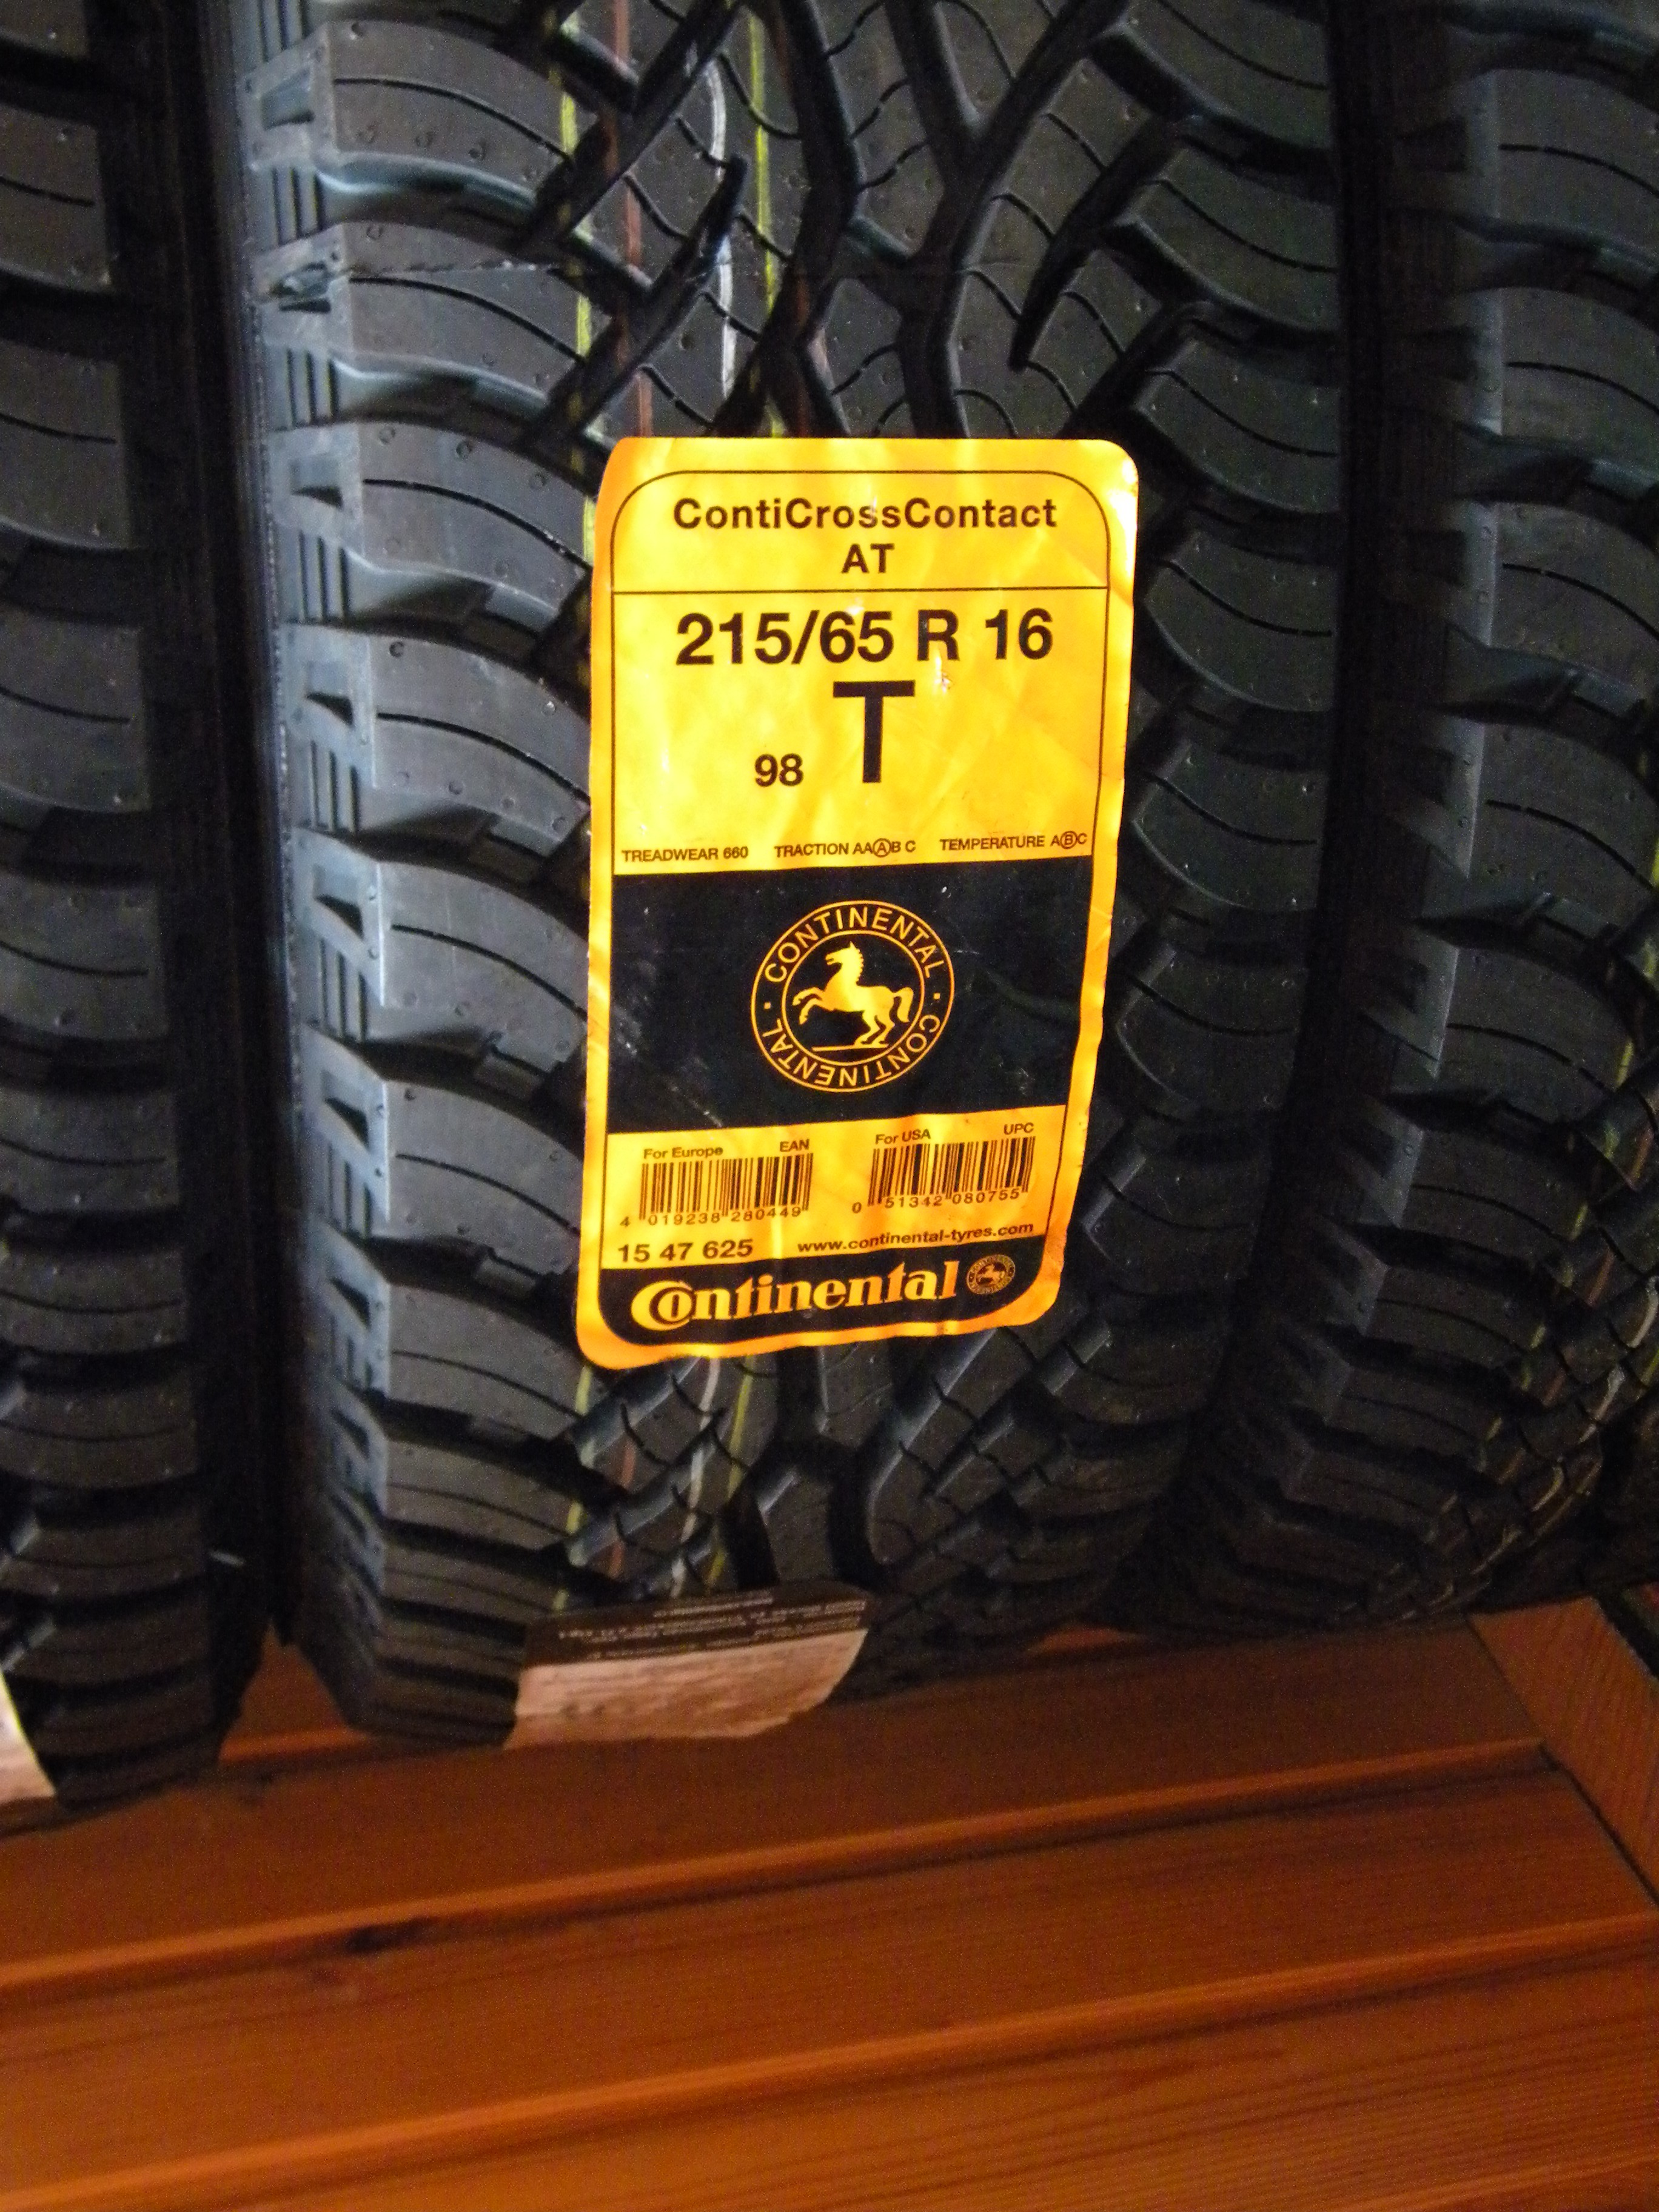 ContiCrossContact
AT
215/65 R 16
98 T
TREADWEAR 660 TRACTION AA A B C TEMPERATURE A B C
CONTINENTAL · CONTINENTAL ·
For Europe EAN For USA UPC
4 019238 280449 0 51342 080755
15 47 625 www.continental-tyres.com
Continental